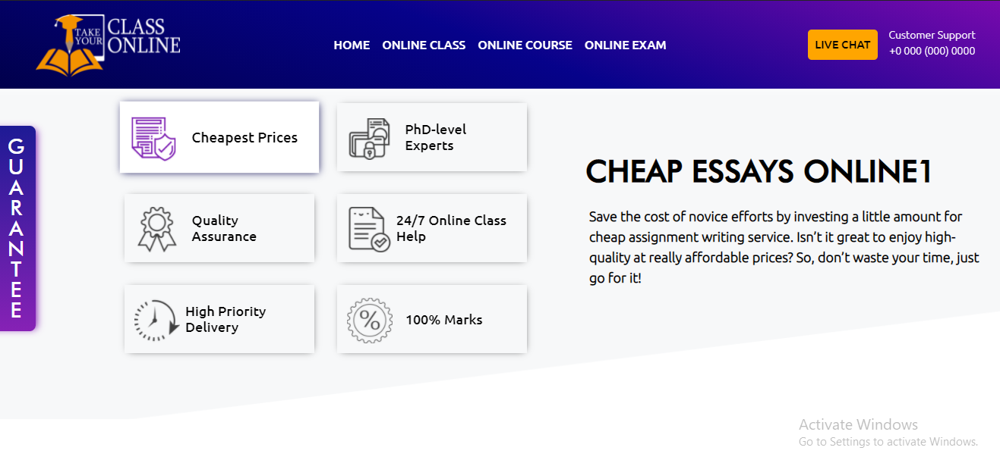 TAKE YOUR CLASS ONLINE
HOME ONLINE CLASS ONLINE COURSE ONLINE EXAM
LIVE CHAT
Customer Support
+0 000 (000) 0000
GUARANTEE
Cheapest Prices
PhD-level
Experts
Quality
Assurance
24/7 Online Class
Help
High Priority
Delivery
%
100% Marks
CHEAP ESSAYS ONLINE1
Save the cost of novice efforts by investing a little amount for
cheap assignment writing service. Isn't it great to enjoy high-
quality at really affordable prices? So, don't waste your time, just
go for it!
Activate Windows
Go to Settings to activate Windows.